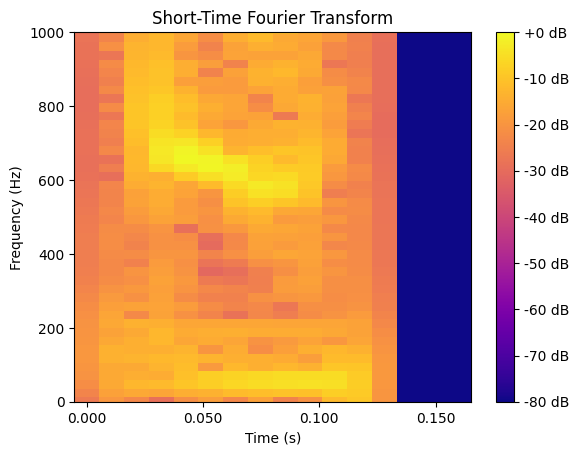 Short-Time Fourier Transform
1000
800
600
400
200
0
Frequency (Hz)
0.000
0.050
0.100
0.150
Time (s)
+0 dB
-10 dB
-20 dB
-30 dB
-40 dB
-50 dB
-60 dB
-70 dB
-80 dB